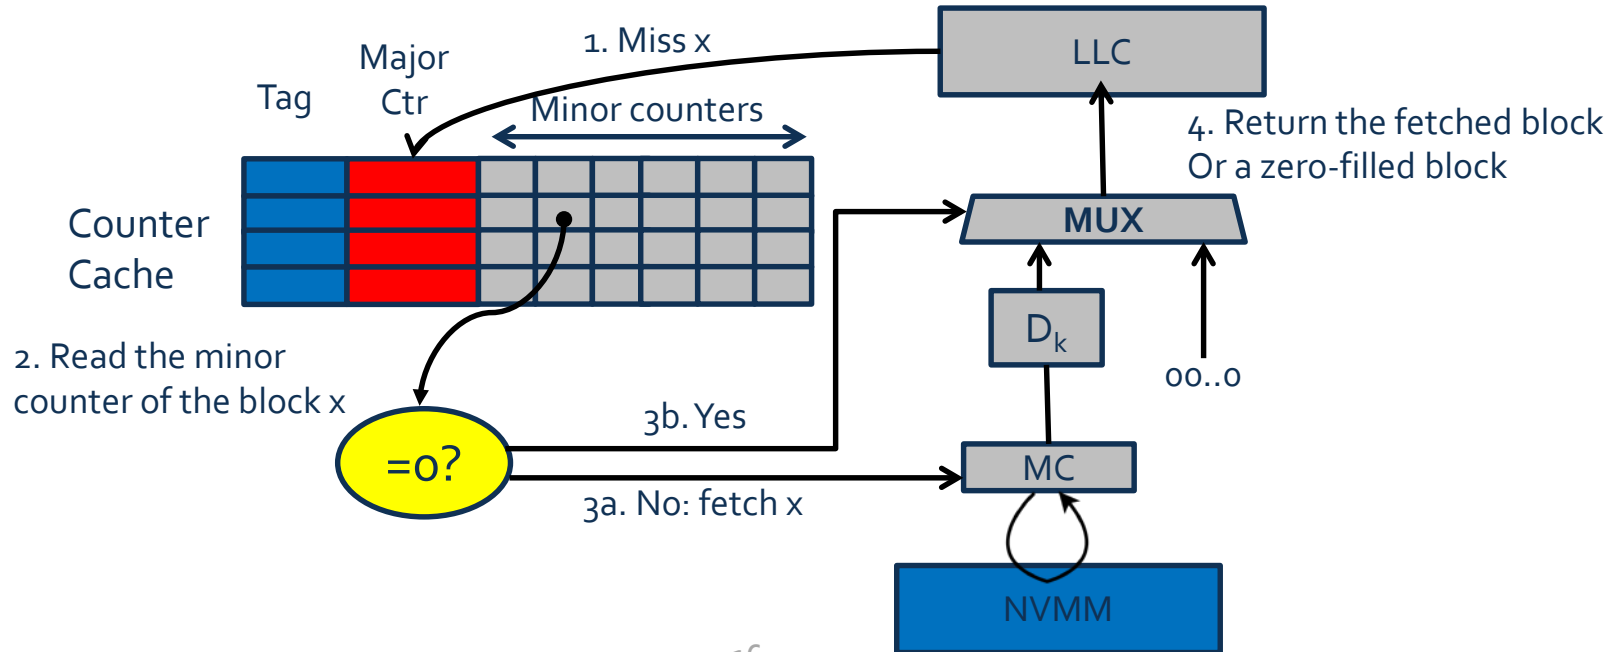 1. Miss x
LLC
Major
Ctr
Tag
Minor counters
4. Return the fetched block
Or a zero-filled block
MUX
Counter
Cache
Dk
2. Read the minor
counter of the block x
00..0
3b. Yes
=0?
MC
3a. No: fetch x
NVMM